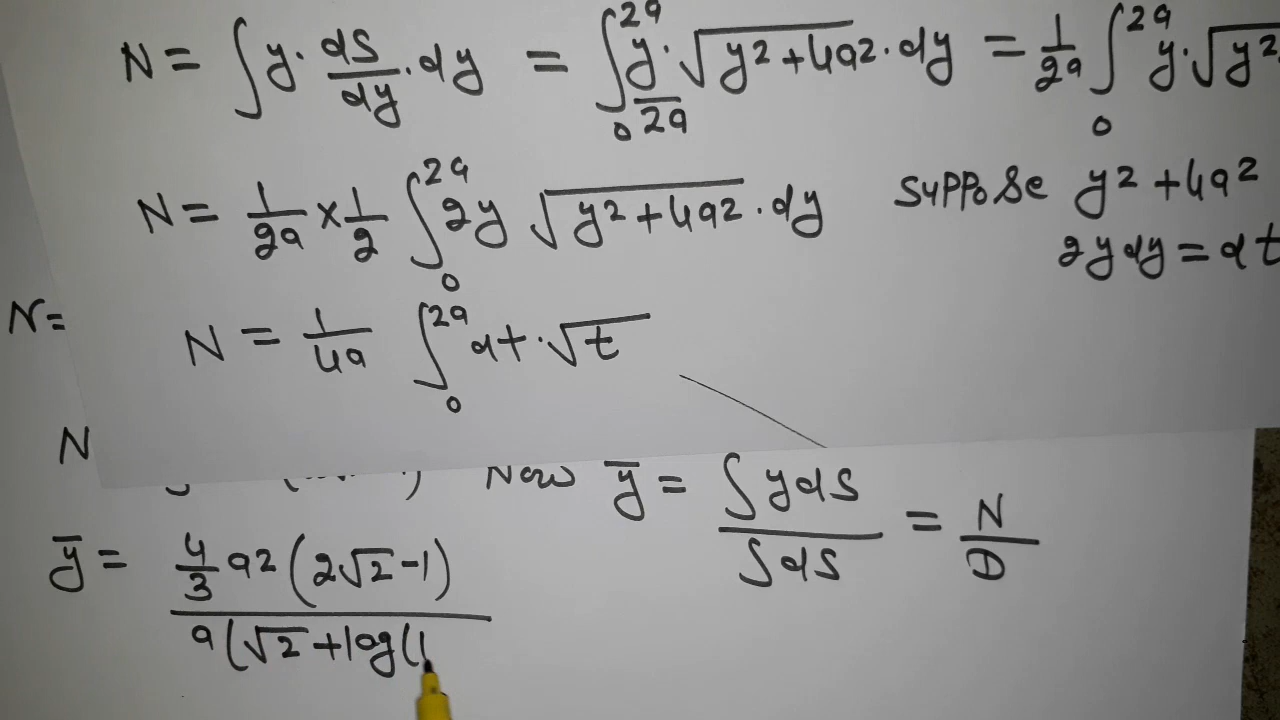 N = ∫ y. ds/dy . dy = ∫₀^2a y/2a . √(y²+4a²) . dy = 1/2a ∫₀^2a y. √y²
N = 1/2a × 1/2 ∫₀^2a 2y √(y²+4a²) . dy suppose y² + 4a²
2y dy = dt
N =
N = 1/4a ∫₀^2a dt . √t
N
Now ȳ = ∫yds / ∫ds = N/D
ȳ = 4/3 a² (2√2 - 1) / a(√2 + log(1